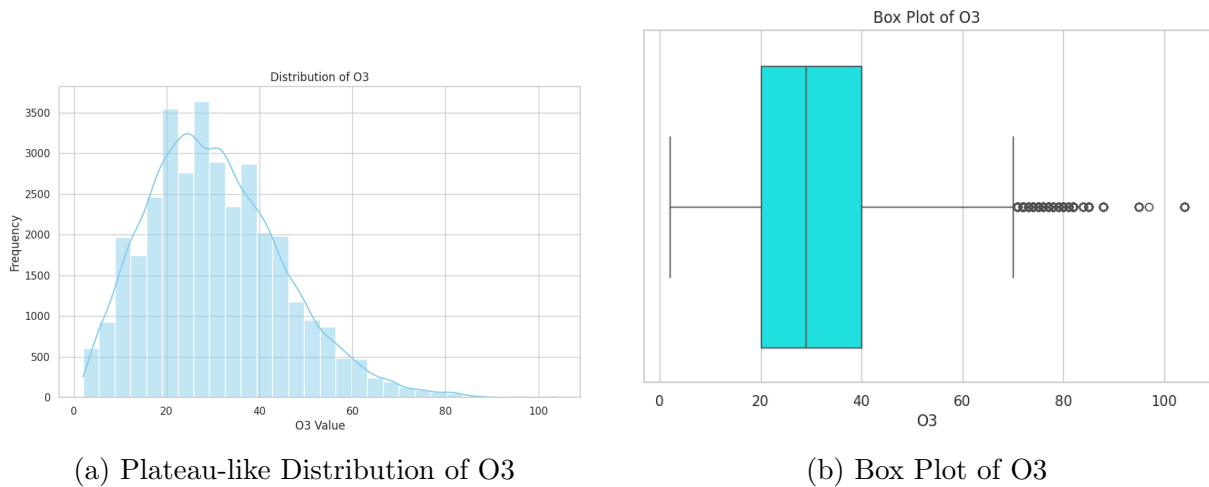 Distribution of O3
Frequency
3500
3000
2500
2000
1500
1000
500
0
0 20 40 60 80 100
O3 Value
(a) Plateau-like Distribution of O3
Box Plot of O3
0 20 40 60 80 100
O3
(b) Box Plot of O3